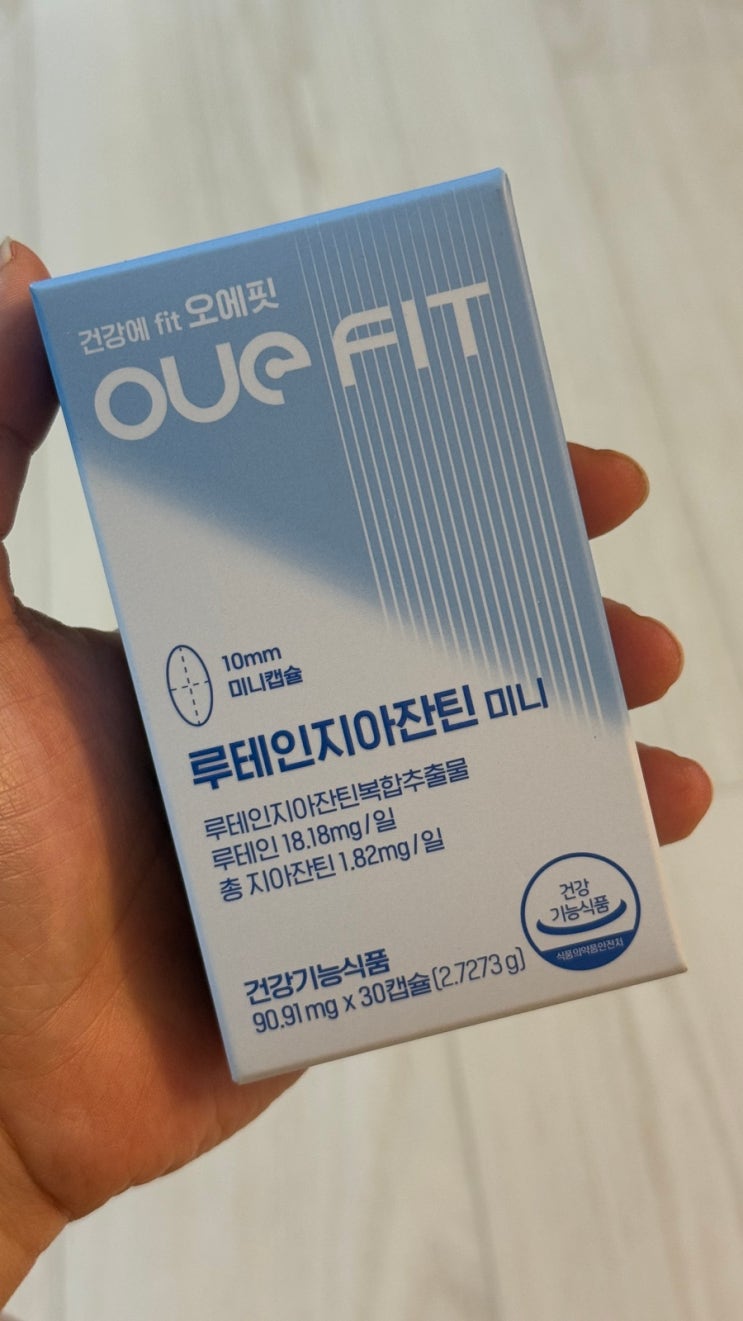 건강에 fit 오에핏
OUE FIT
10mm
미니캡슐
루테인지아잔틴 미니
루테인지아잔틴복합추출물
루테인 18.18mg/일
총 지아잔틴 1.82mg/일
건강
기능식품
식품의약품안전처
건강기능식품
90.91mg x 30캡슐(2.7273g)